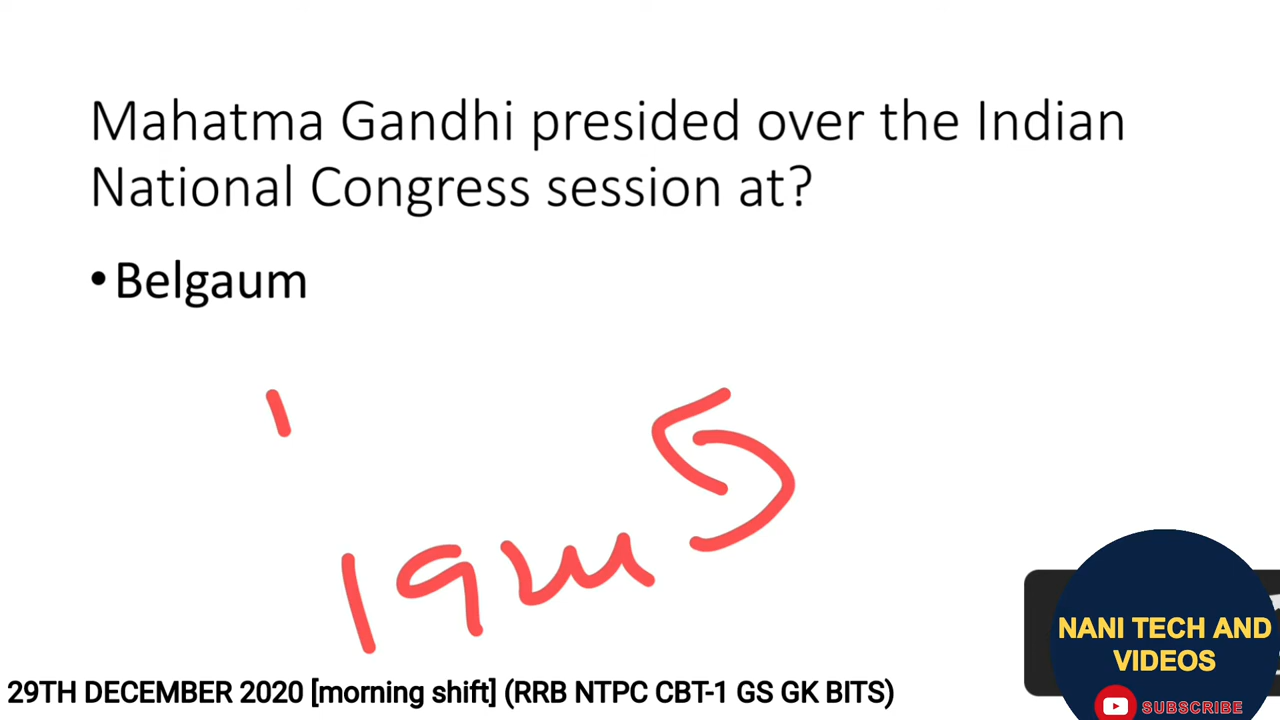 Mahatma Gandhi presided over the Indian
National Congress session at?
•Belgaum
NANI TECH AND
VIDEOS
SUBSCRIBE
29TH DECEMBER 2020 [morning shift] (RRB NTPC CBT-1 GS GK BITS)